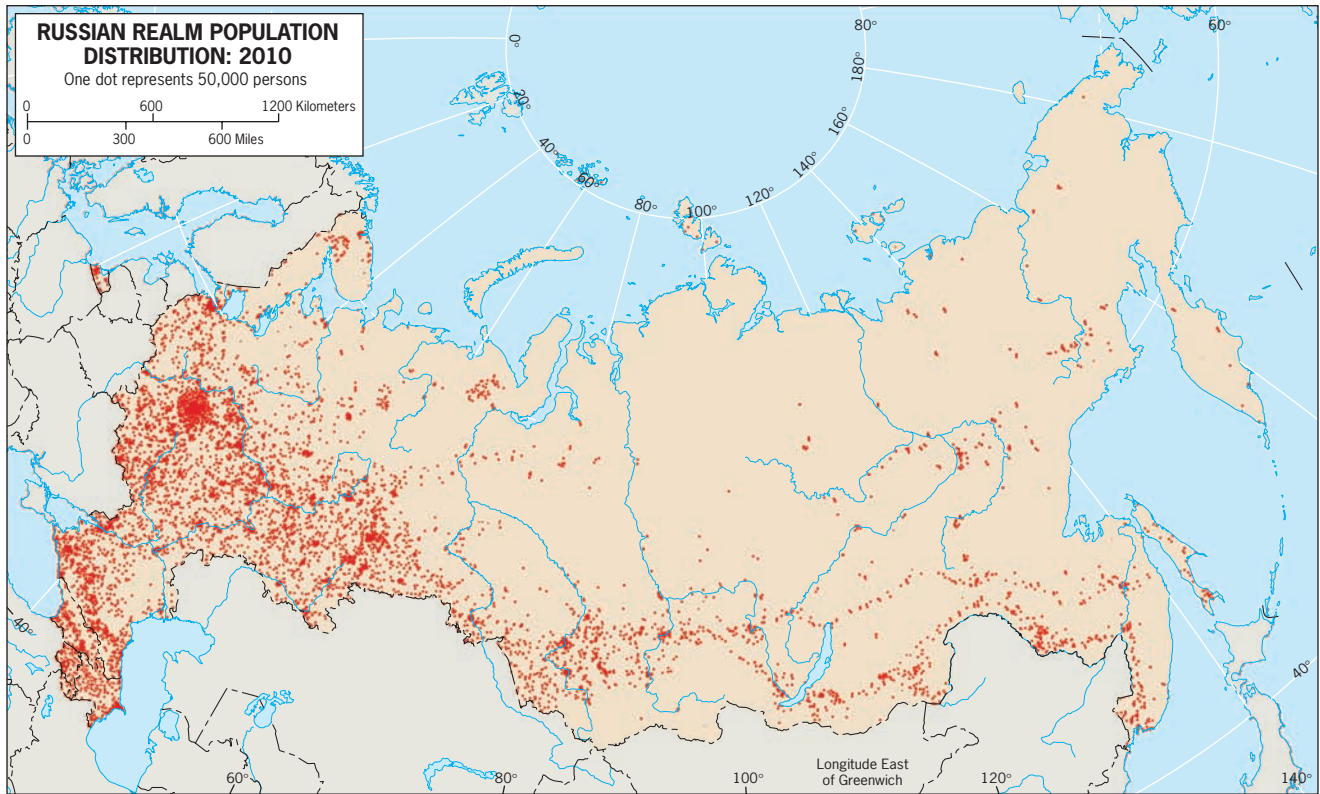 RUSSIAN REALM POPULATION
DISTRIBUTION: 2010
One dot represents 50,000 persons
0 600 1200 Kilometers
0 300 600 Miles
80° 60°
0° 180°
20° 160°
40° 140°
60° 80° 100° 120°
40° 40°
Longitude East
of Greenwich
60° 80° 100° 120° 140°